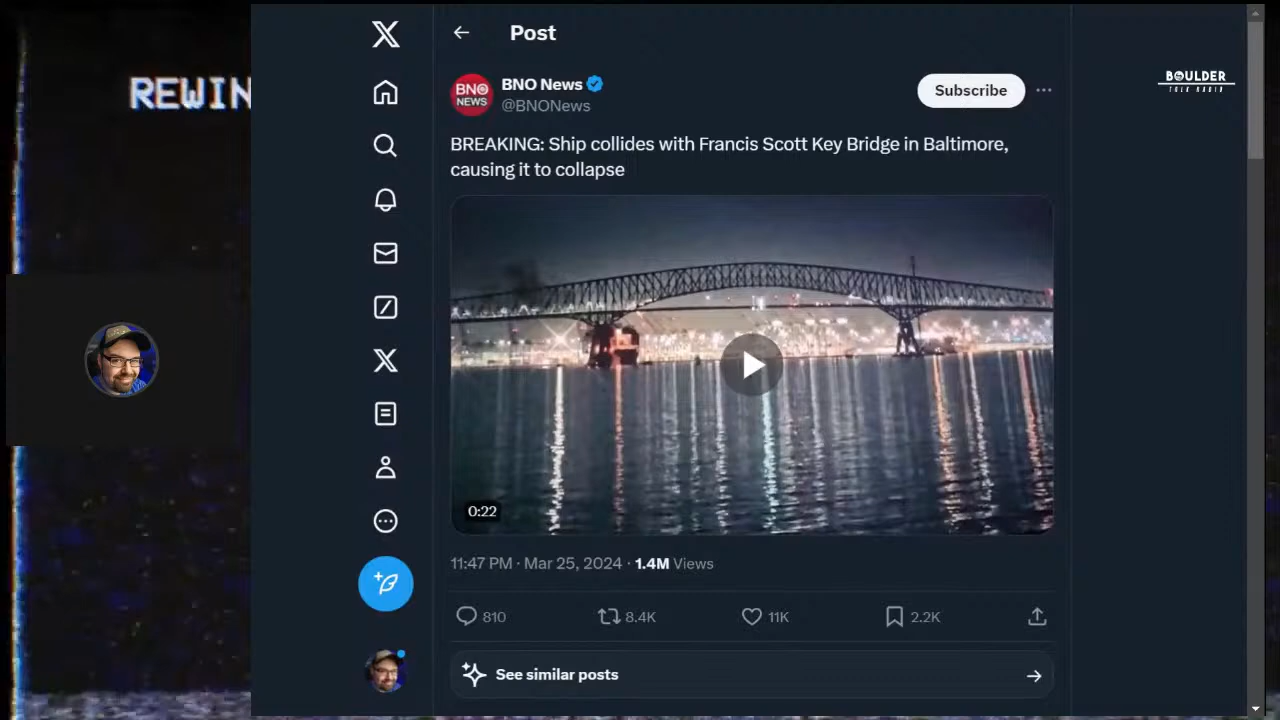 REWIN
Post
BOULDER
TALK RADIO
BNO
NEWS
BNO News
@BNONews
Subscribe
BREAKING: Ship collides with Francis Scott Key Bridge in Baltimore,
causing it to collapse
0:22
11:47 PM · Mar 25, 2024 · 1.4M Views
810 8.4K 11K 2.2K
See similar posts